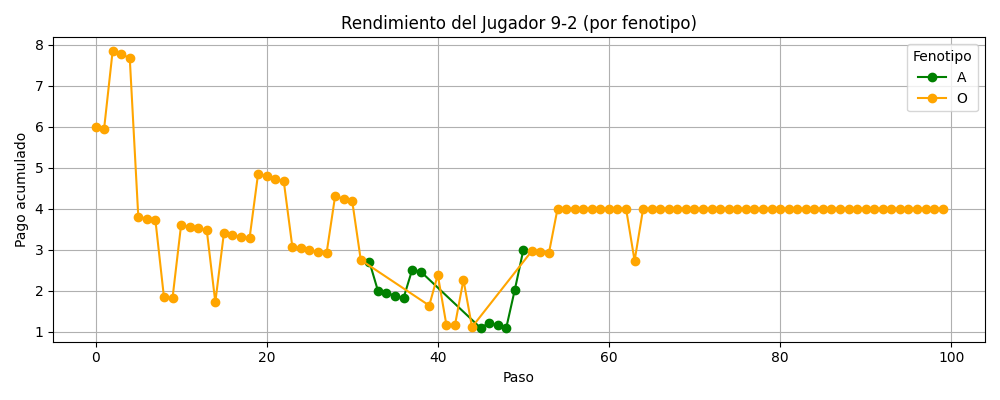 Rendimiento del Jugador 9-2 (por fenotipo)
Pago acumulado
8
7
6
5
4
3
2
1
0
20
40
60
80
100
Paso
Fenotipo
A
O